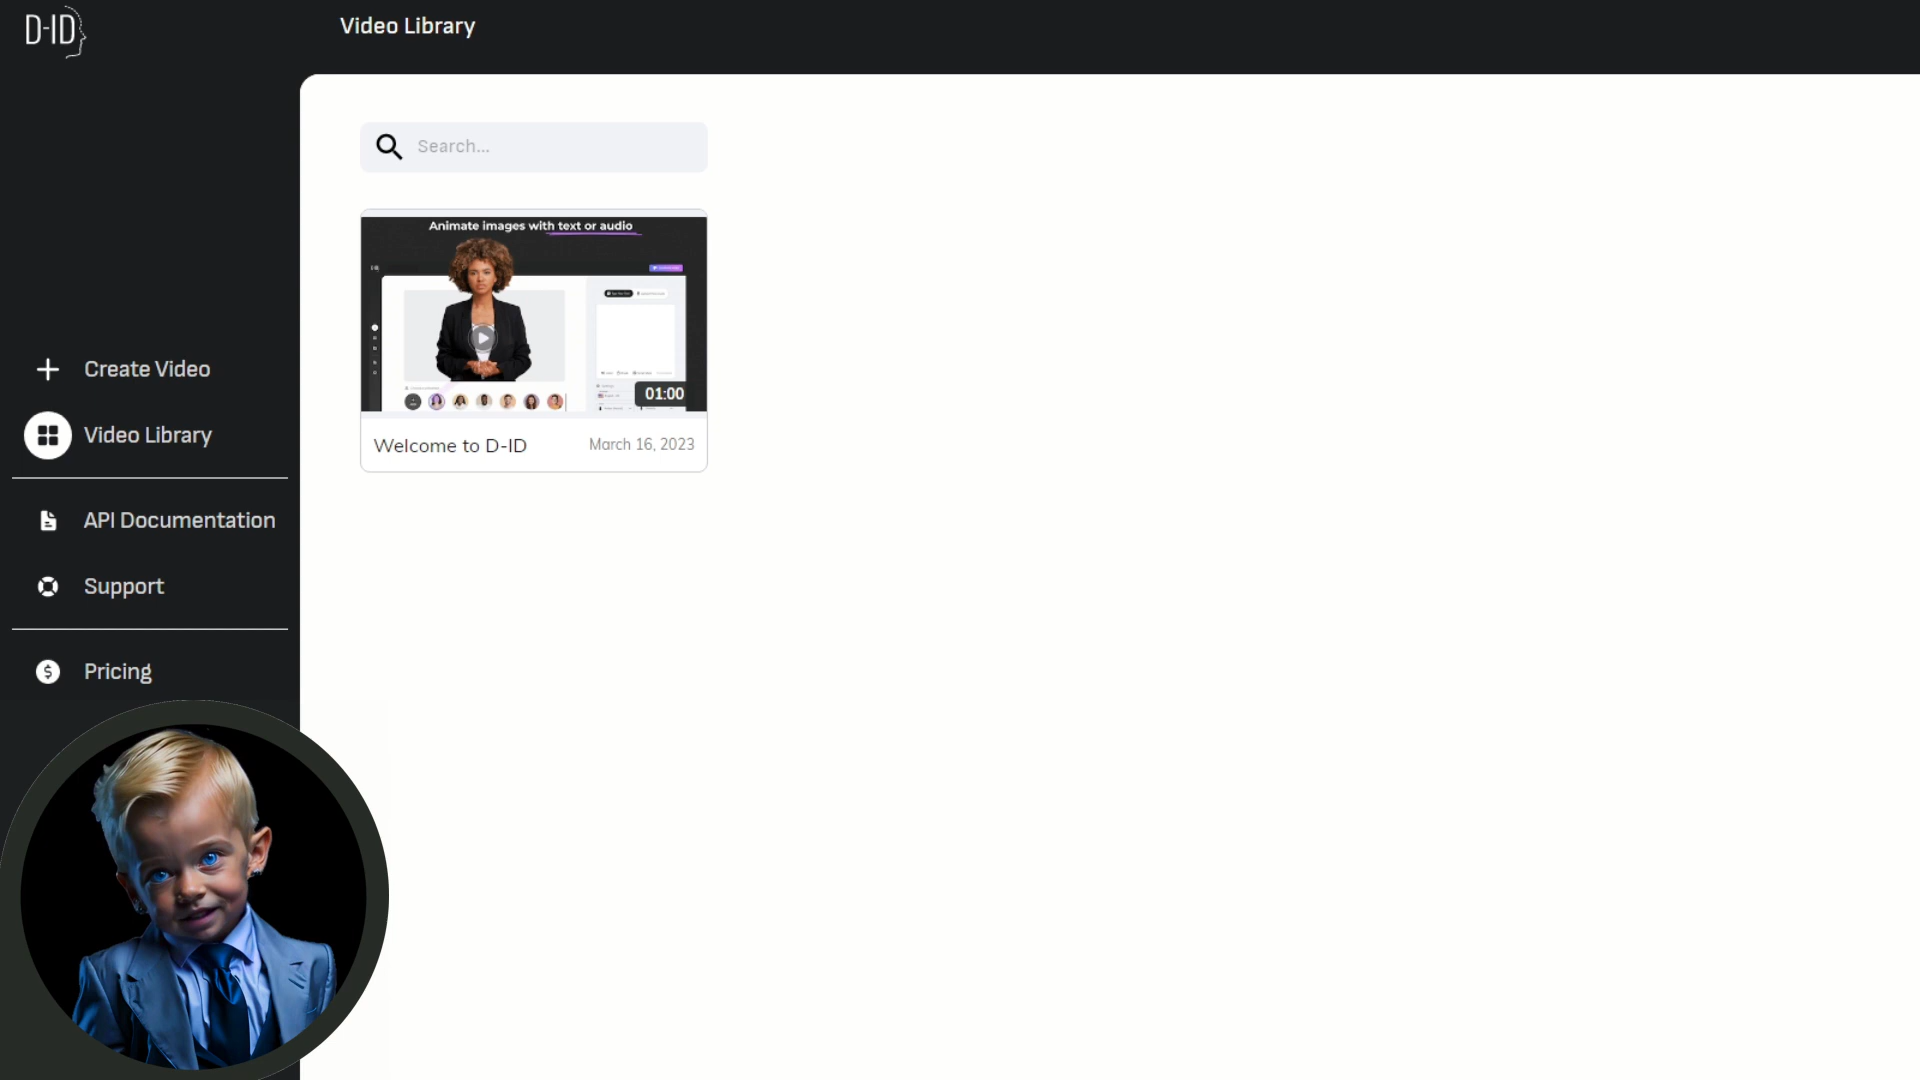 D-ID
Video Library
Search...
Animate images with text or audio
01:00
Welcome to D-ID
March 16, 2023
Create Video
Video Library
API Documentation
Support
Pricing